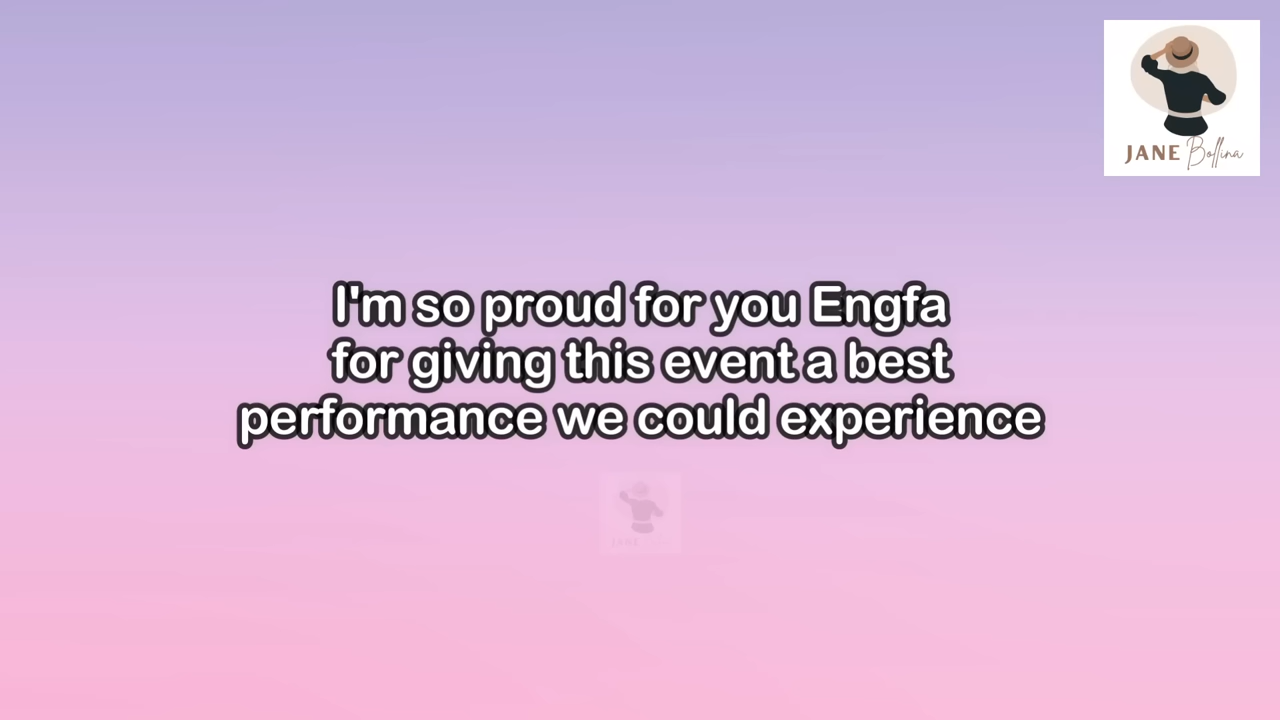 JANE Bollina
I'm so proud for you Engfa
for giving this event a best
performance we could experience